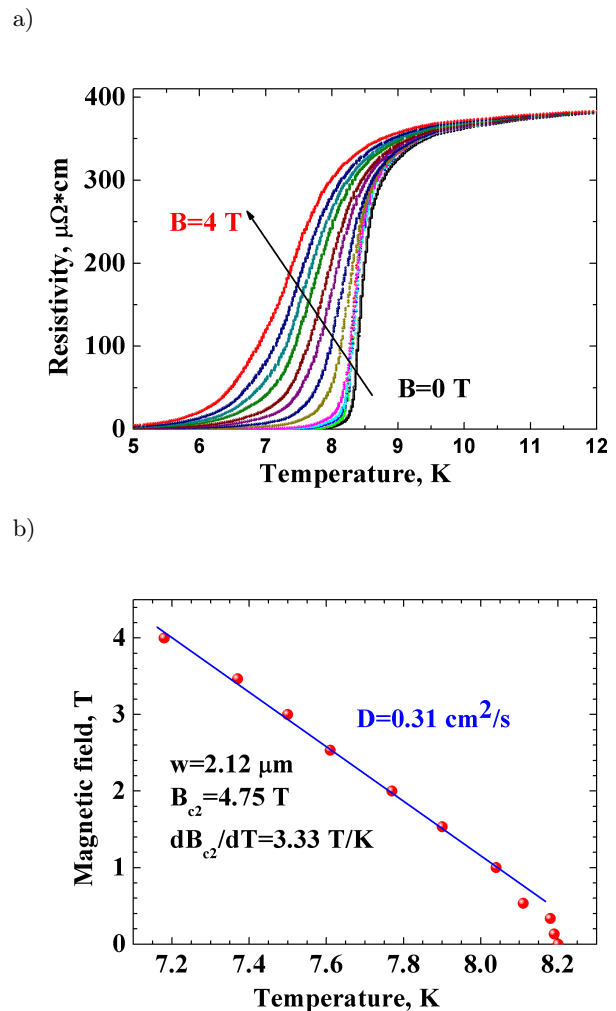 a)
400
300
200
100
0
Resistivity, μΩ*cm
B=4 T
B=0 T
5 6 7 8 9 10 11 12
Temperature, K
b)
4
3
2
1
0
Magnetic field, T
D=0.31 cm²/s
w=2.12 μm
B_c2=4.75 T
dB_c2/dT=3.33 T/K
7.2 7.4 7.6 7.8 8.0 8.2
Temperature, K